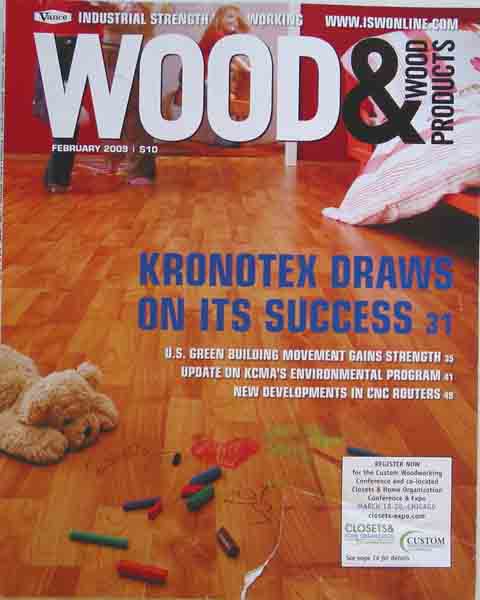 Vance INDUSTRIAL STRENGTH WORKING WWW.ISWONLINE.COM
WOOD & WOOD PRODUCTS
FEBRUARY 2009 | $10
KRONOTEX DRAWS
ON ITS SUCCESS 31
U.S. GREEN BUILDING MOVEMENT GAINS STRENGTH 35
UPDATE ON KCMA'S ENVIRONMENTAL PROGRAM 41
NEW DEVELOPMENTS IN CNC ROUTERS 49
REGISTER NOW
for the Custom Woodworking
Conference and co-located
Closets & Home Organization
Conference & Expo
MARCH 18-20, CHICAGO
closets-expo.com
CLOSETS&
HOME ORGANIZATION
CUSTOM
See page 14 for details